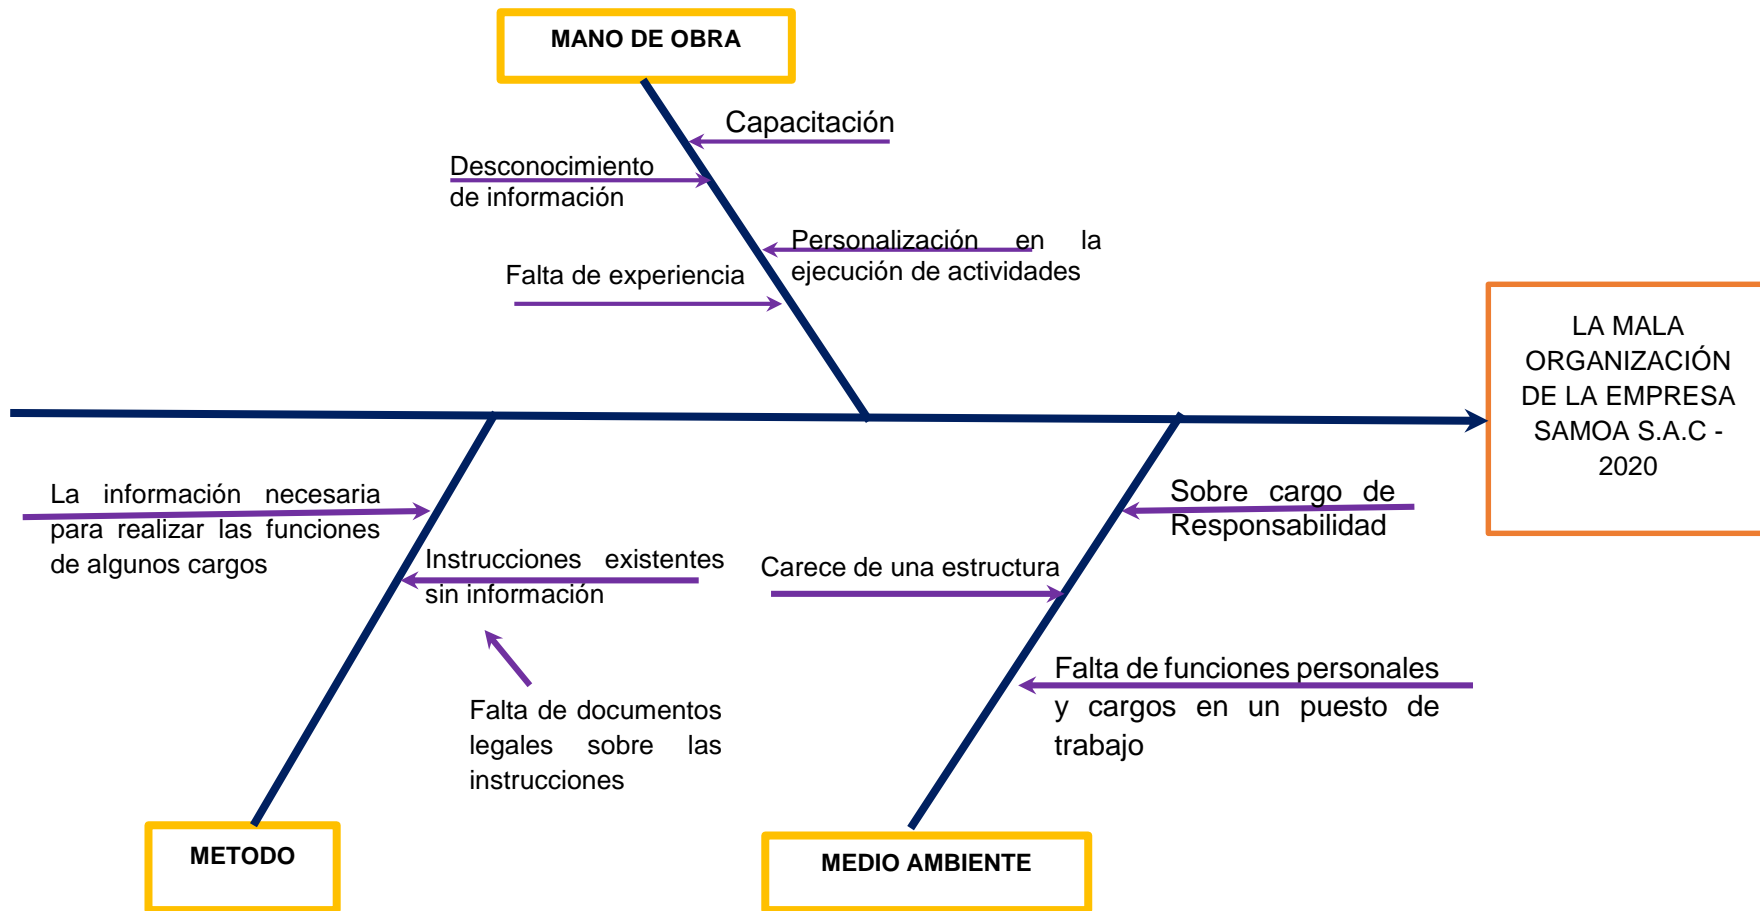 MANO DE OBRA
Capacitación
Desconocimiento
de información
Personalización en la
ejecución de actividades
Falta de experiencia
LA MALA
ORGANIZACIÓN
DE LA EMPRESA
SAMOA S.A.C -
2020
La información necesaria
para realizar las funciones
de algunos cargos
Instrucciones existentes
sin información
Falta de documentos
legales sobre las
instrucciones
Sobre cargo de
Responsabilidad
Carece de una estructura
Falta de funciones personales
y cargos en un puesto de
trabajo
METODO
MEDIO AMBIENTE